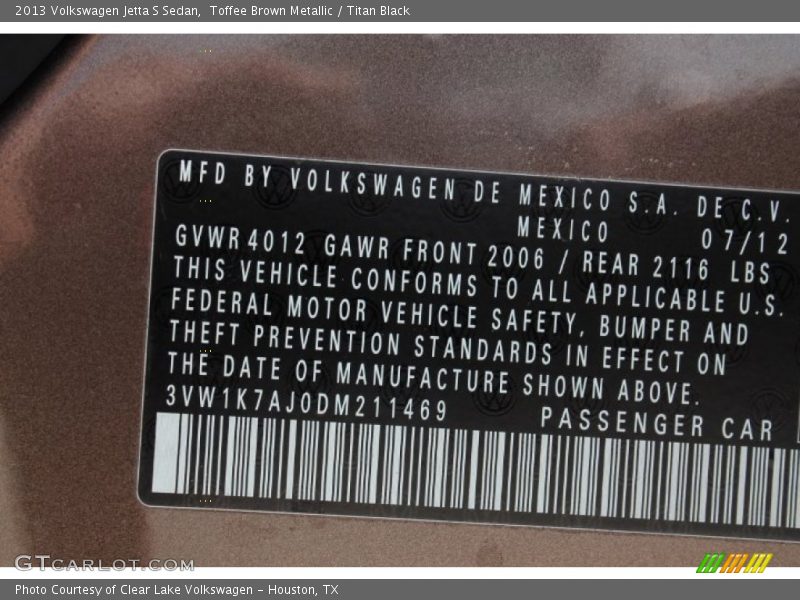 2013 Volkswagen Jetta S Sedan,  Toffee Brown Metallic / Titan Black
MFD BY VOLKSWAGEN DE MEXICO S.A. DE C.V.
MEXICO 07/12
GVWR4012 GAWR FRONT 2006 / REAR 2116 LBS
THIS VEHICLE CONFORMS TO ALL APPLICABLE U.S.
FEDERAL MOTOR VEHICLE SAFETY, BUMPER AND
THEFT PREVENTION STANDARDS IN EFFECT ON
THE DATE OF MANUFACTURE SHOWN ABOVE.
3VW1K7AJ0DM211469 PASSENGER CAR
GTCARLOT.COM
Photo Courtesy of Clear Lake Volkswagen – Houston, TX